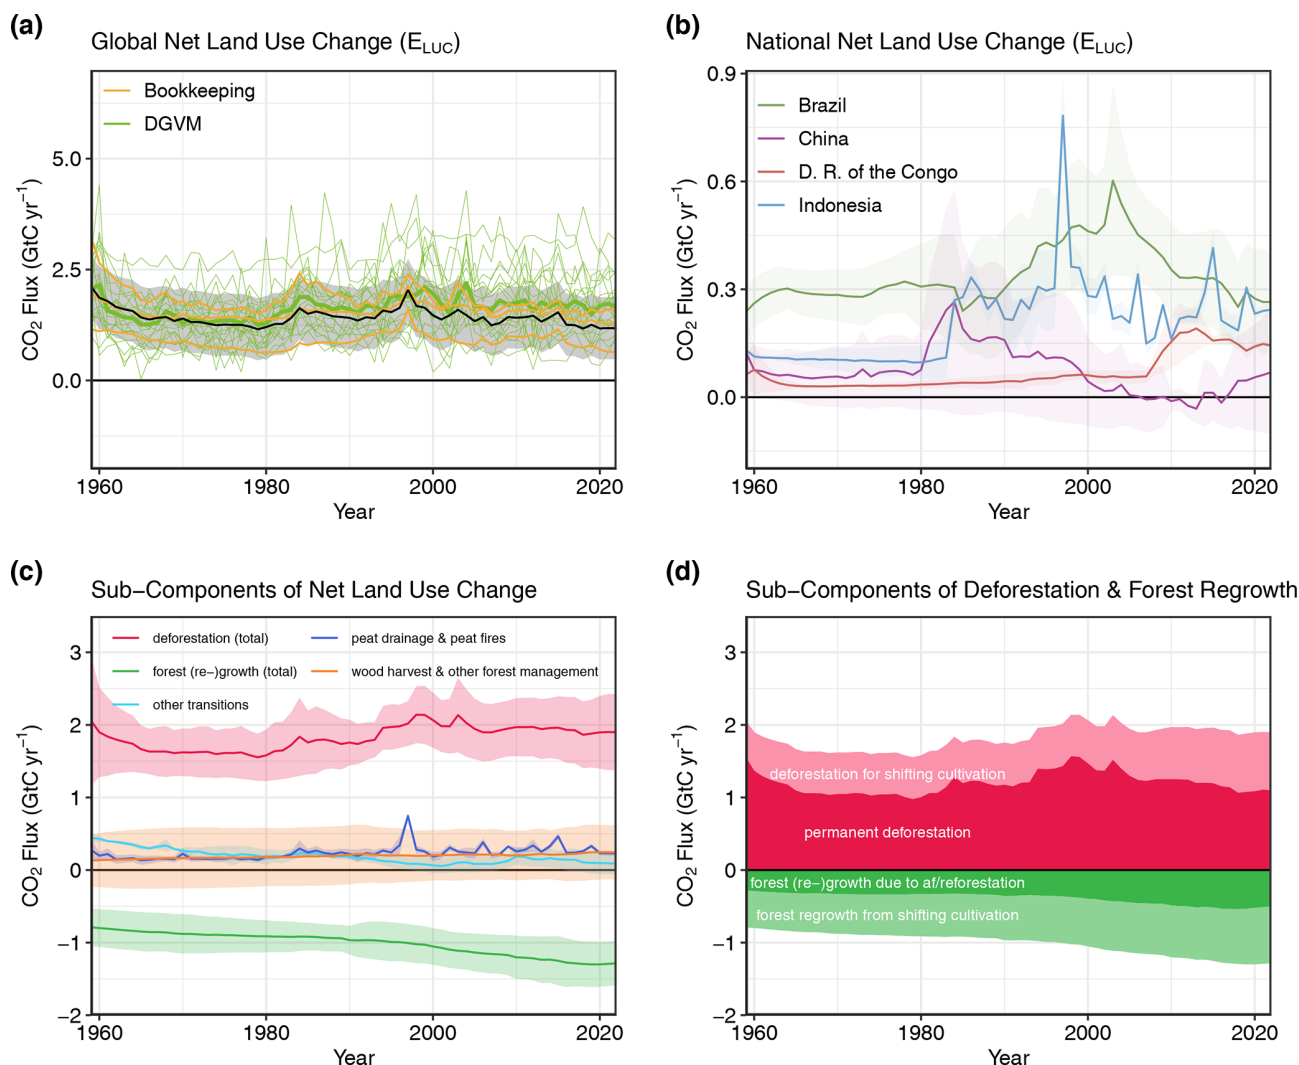 (a)
Global Net Land Use Change (E_LUC)
Bookkeeping
DGVM
CO₂ Flux (GtC yr⁻¹)
5.0
2.5
0.0
1960
1980
2000
2020
Year
(b)
National Net Land Use Change (E_LUC)
Brazil
China
D. R. of the Congo
Indonesia
CO₂ Flux (GtC yr⁻¹)
0.9
0.6
0.3
0.0
1960
1980
2000
2020
Year
(c)
Sub−Components of Net Land Use Change
deforestation (total)
peat drainage & peat fires
forest (re−)growth (total)
wood harvest & other forest management
other transitions
CO₂ Flux (GtC yr⁻¹)
3
2
1
0
−1
−2
1960
1980
2000
2020
Year
(d)
Sub−Components of Deforestation & Forest Regrowth
CO₂ Flux (GtC yr⁻¹)
3
2
1
0
−1
−2
deforestation for shifting cultivation
permanent deforestation
forest (re−)growth due to af/reforestation
forest regrowth from shifting cultivation
1960
1980
2000
2020
Year